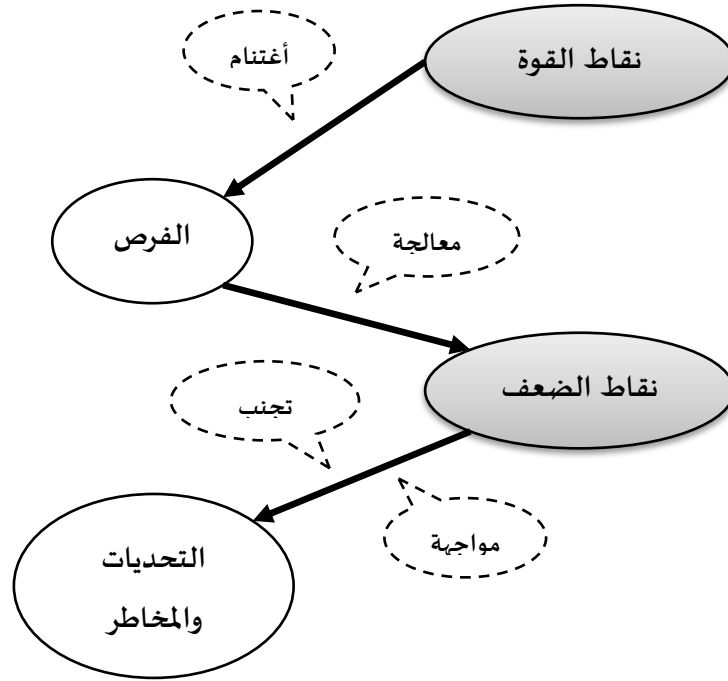 نقاط القوة
أغتنام
الفرص
معالجة
نقاط الضعف
تجنب
مواجهة
التحديات
والمخاطر